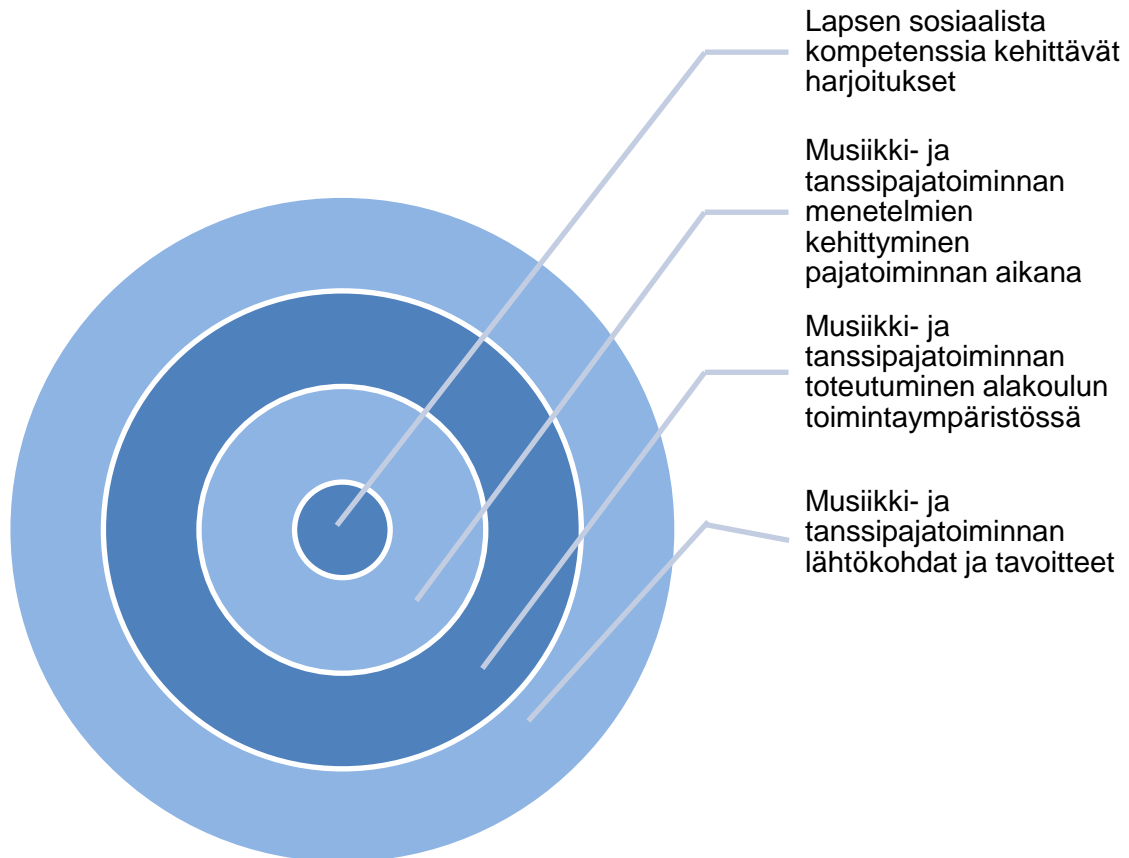 Lapsen sosiaalista
kompetenssia kehittävät
harjoitukset
Musiikki- ja
tanssipajatoiminnan
menetelmien
kehittyminen
pajatoiminnan aikana
Musiikki- ja
tanssipajatoiminnan
toteutuminen alakoulun
toimintaympäristössä
Musiikki- ja
tanssipajatoiminnan
lähtökohdat ja tavoitteet